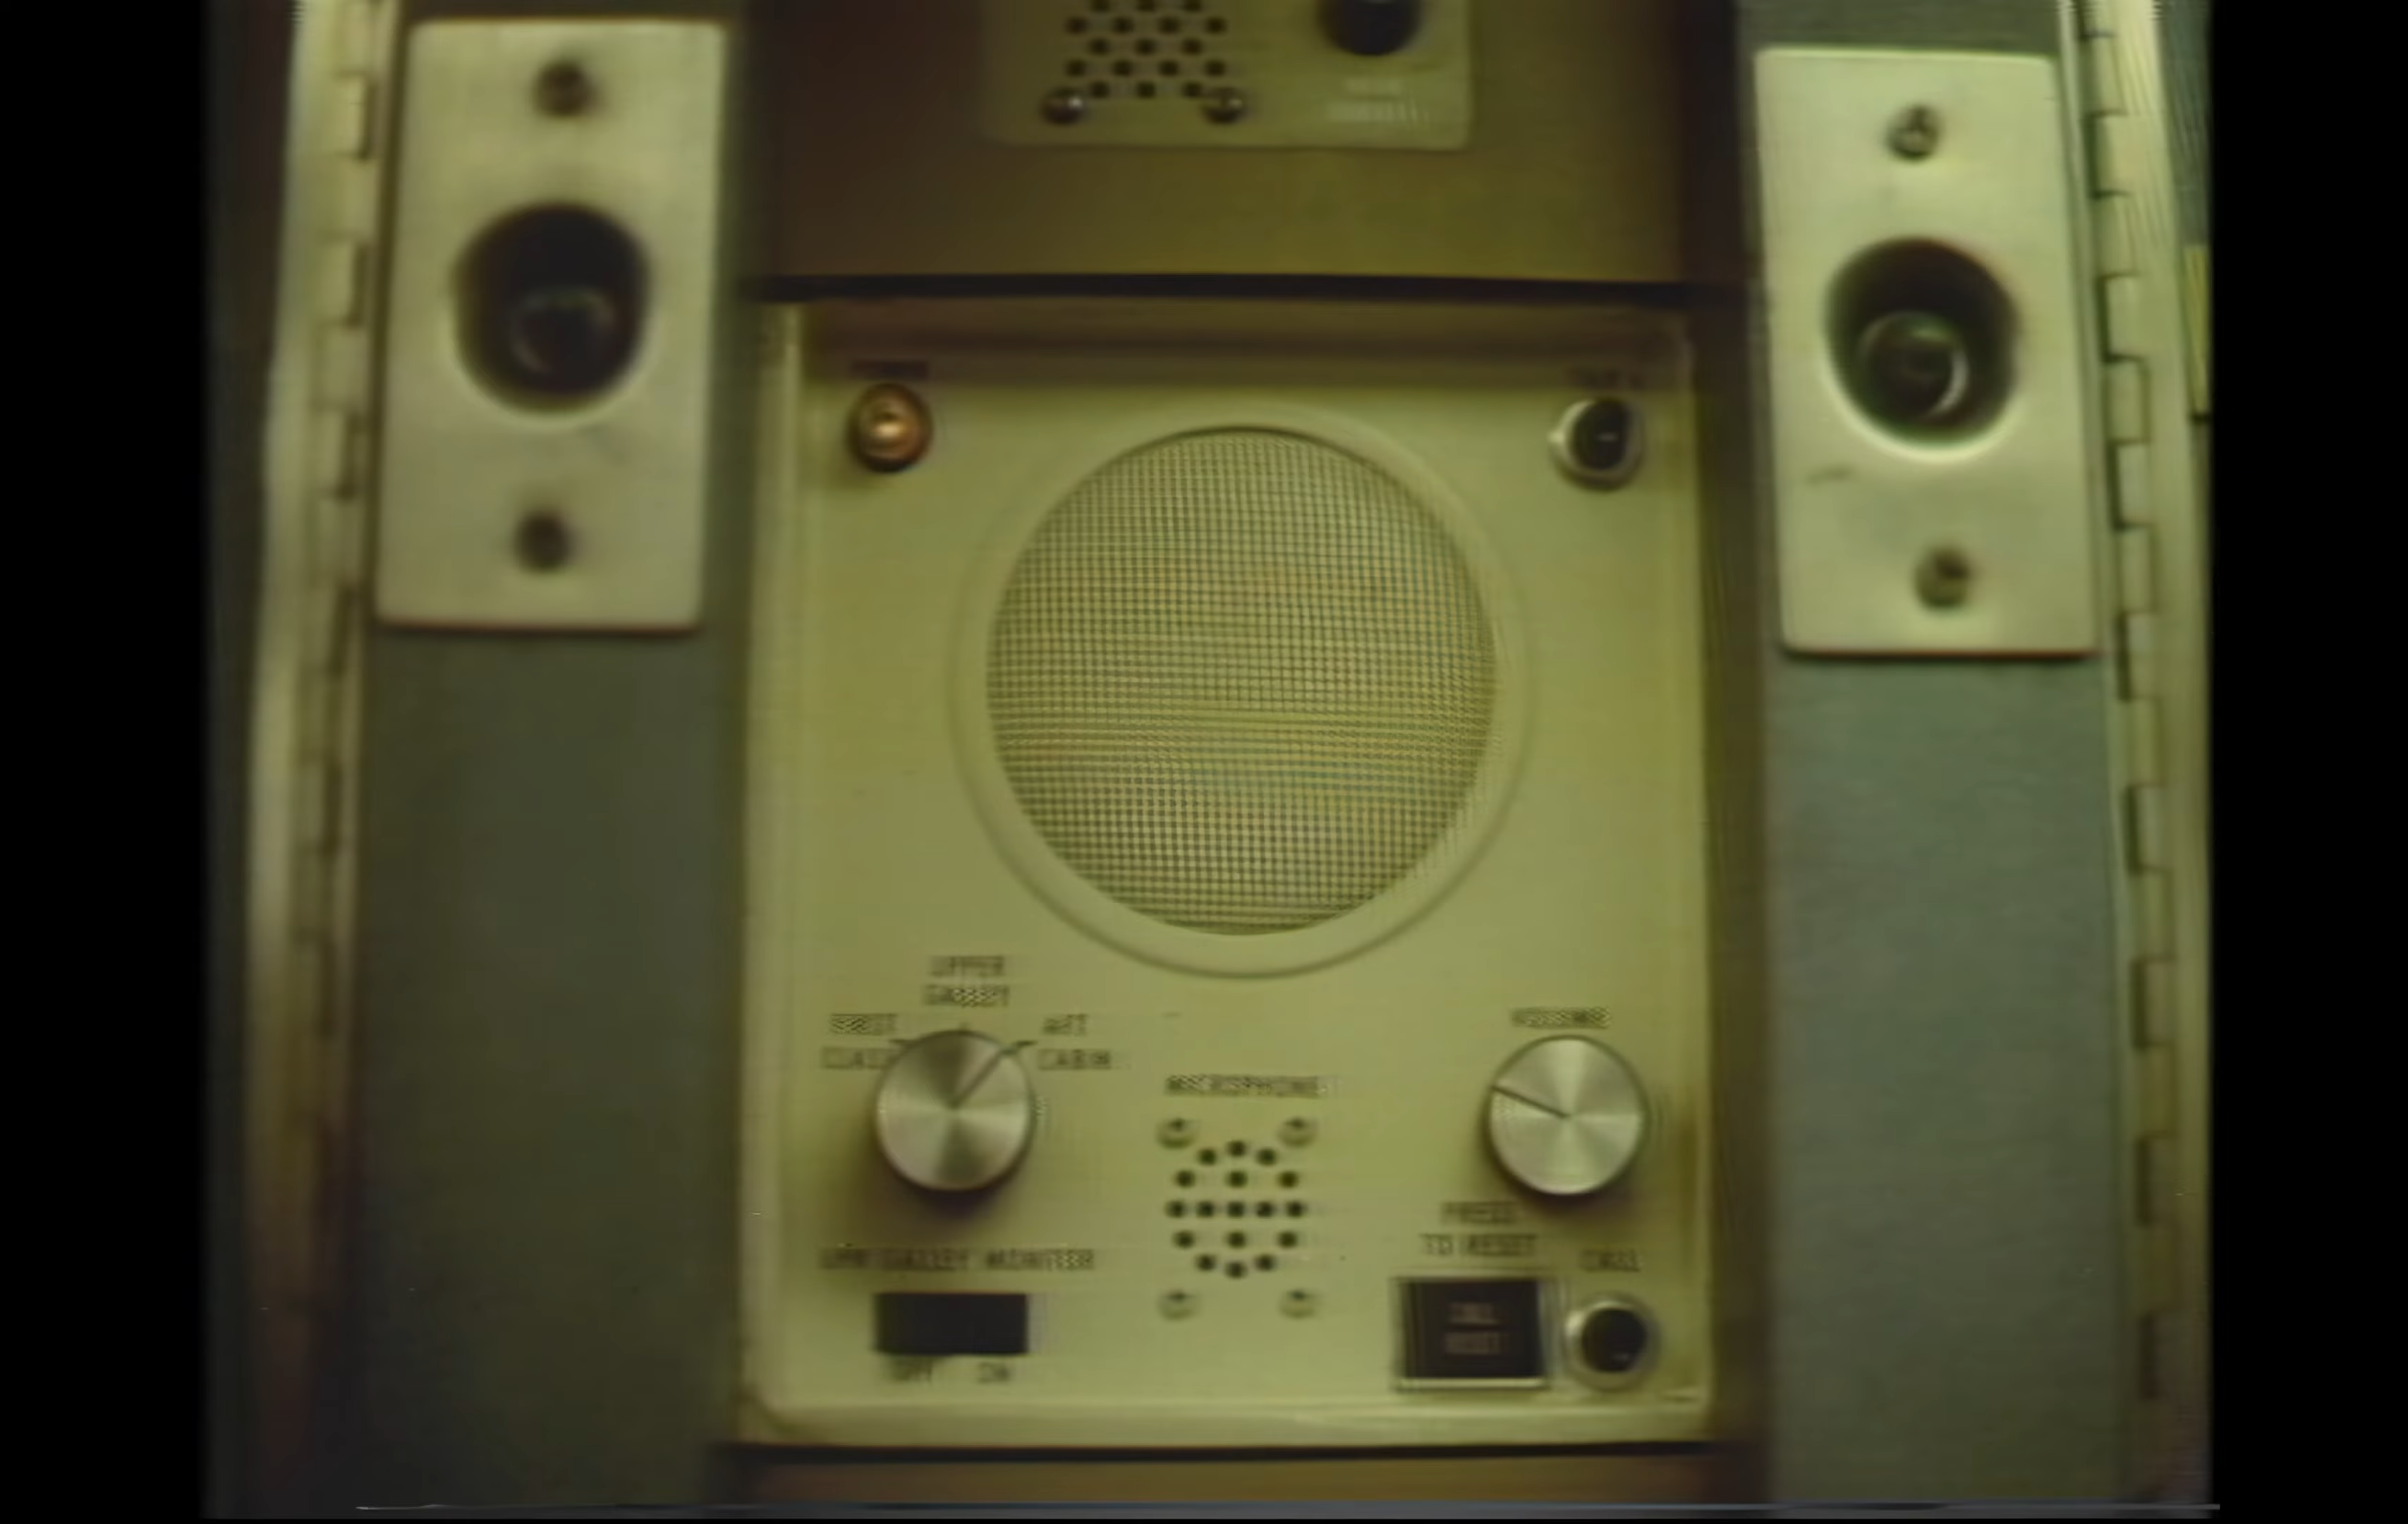 POWER
UPPER
GALLEY
FIRST
AFT
CLASS
CABIN
VOLUME
MICROPHONE
PRESS
TO RESET
LWR GALLEY MONITOR
CALL
CALL
RESET
OFF ON